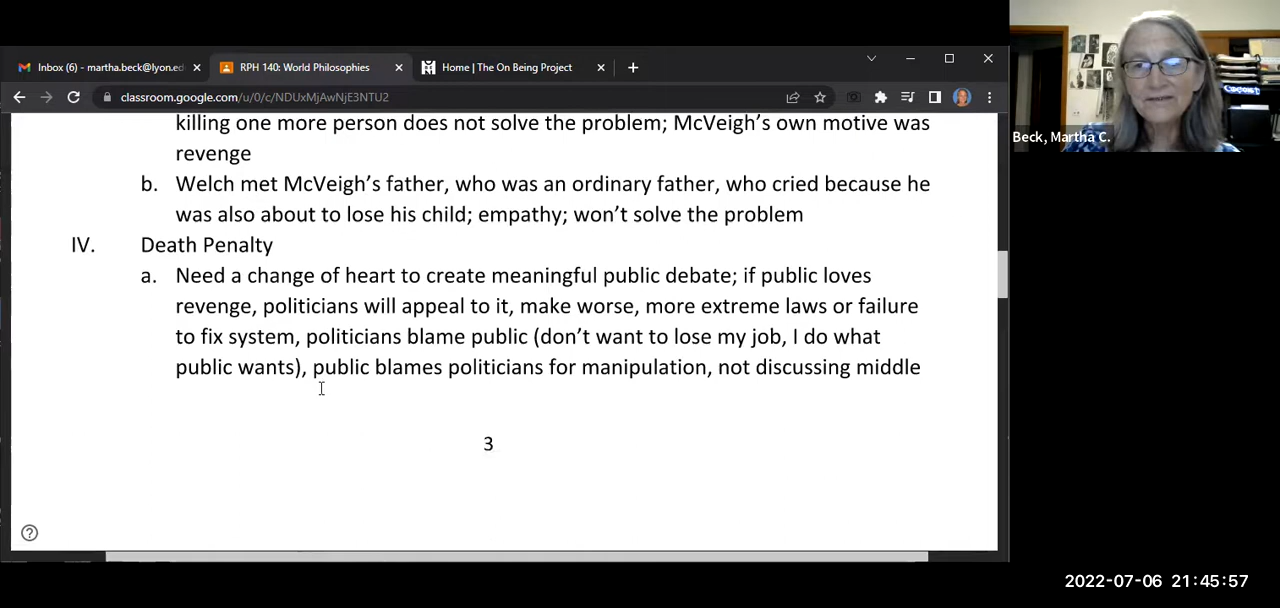 Inbox (6) - martha.beck@lyon.ed
RPH 140: World Philosophies
Home | The On Being Project
classroom.google.com/u/0/c/NDUxMjAwNjE3NTU2
killing one more person does not solve the problem; McVeigh's own motive was
revenge
b. Welch met McVeigh's father, who was an ordinary father, who cried because he
was also about to lose his child; empathy; won't solve the problem
IV. Death Penalty
a. Need a change of heart to create meaningful public debate; if public loves
revenge, politicians will appeal to it, make worse, more extreme laws or failure
to fix system, politicians blame public (don't want to lose my job, I do what
public wants), public blames politicians for manipulation, not discussing middle
3
Beck, Martha C.
2022-07-06 21:45:57